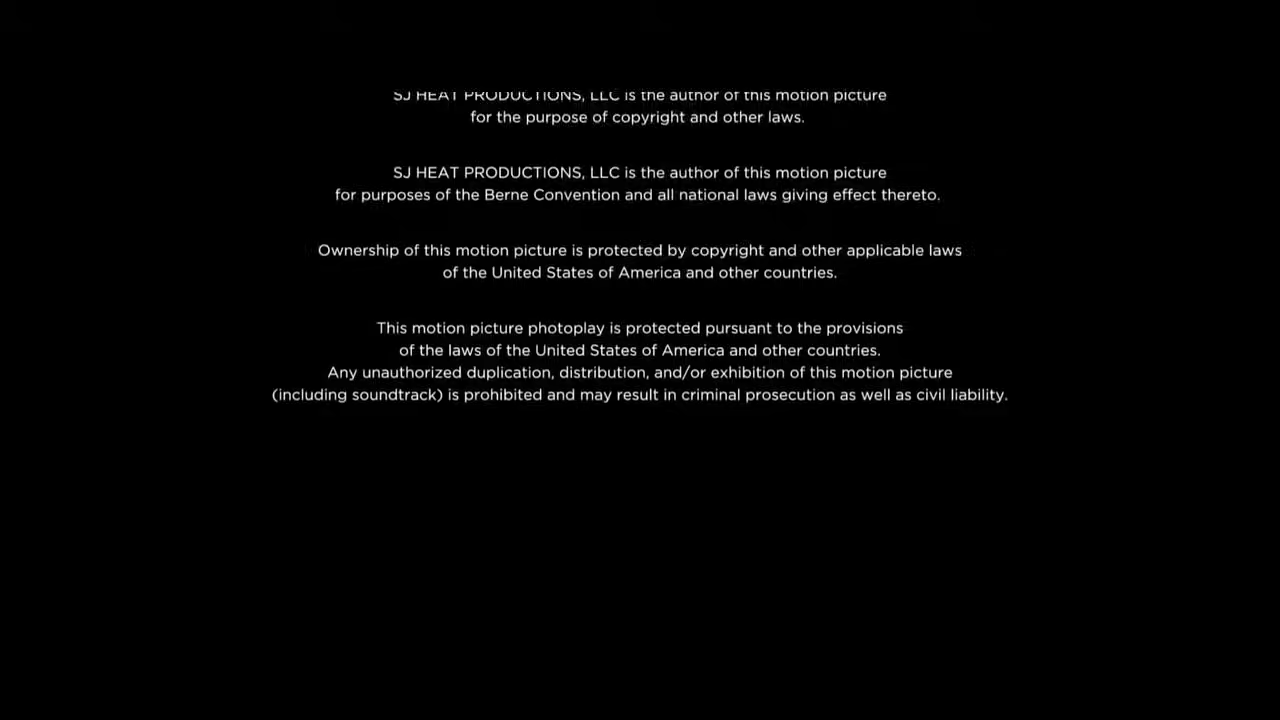 SJ HEAT PRODUCTIONS, LLC is the author of this motion picture
for the purpose of copyright and other laws.
SJ HEAT PRODUCTIONS, LLC is the author of this motion picture
for purposes of the Berne Convention and all national laws giving effect thereto.
Ownership of this motion picture is protected by copyright and other applicable laws
of the United States of America and other countries.
This motion picture photoplay is protected pursuant to the provisions
of the laws of the United States of America and other countries.
Any unauthorized duplication, distribution, and/or exhibition of this motion picture
(including soundtrack) is prohibited and may result in criminal prosecution as well as civil liability.